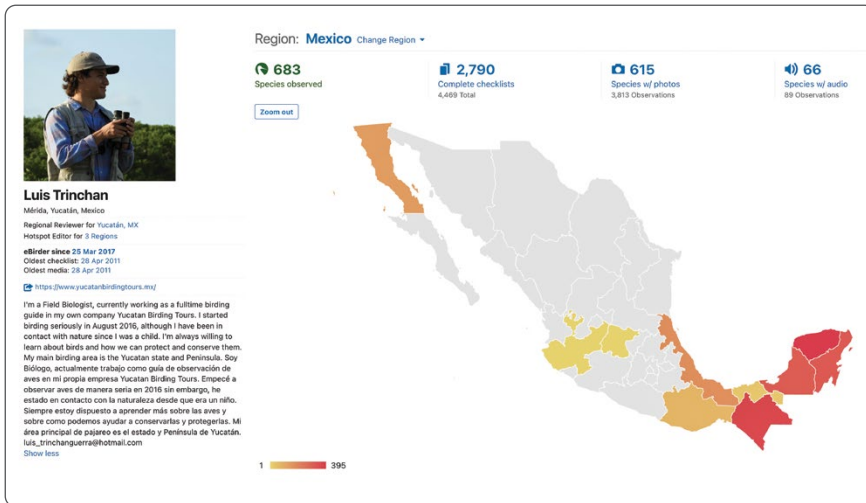 Luis Trinchan
Mérida, Yucatán, Mexico
Regional Reviewer for Yucatán, MX
Hotspot Editor for 3 Regions
eBirder since 25 Mar 2017
Oldest checklist: 28 Apr 2011
Oldest media: 28 Apr 2011
https://www.yucatanbirdingtours.mx/
I'm a Field Biologist, currently working as a fulltime birding
guide in my own company Yucatan Birding Tours. I started
birding seriously in August 2016, although I have been in
contact with nature since I was a child. I'm always willing to
learn about birds and how we can protect and conserve them.
My main birding area is the Yucatan state and Peninsula. Soy
Biólogo, actualmente trabajo como guía de observación de
aves en mi propia empresa Yucatan Birding Tours. Empecé a
observar aves de manera seria en 2016 sin embargo, he
estado en contacto con la naturaleza desde que era un niño.
Siempre estoy dispuesto a aprender más sobre las aves y
sobre como podemos ayudar a conservarlas y protegerlas. Mi
área principal de pajareo es el estado y Península de Yucatán.
luis_trinchanguerra@hotmail.com
Show less
Region: Mexico Change Region
683
Species observed
2,790
Complete checklists
4,469 Total
615
Species w/ photos
3,813 Observations
66
Species w/ audio
89 Observations
Zoom out
1 395